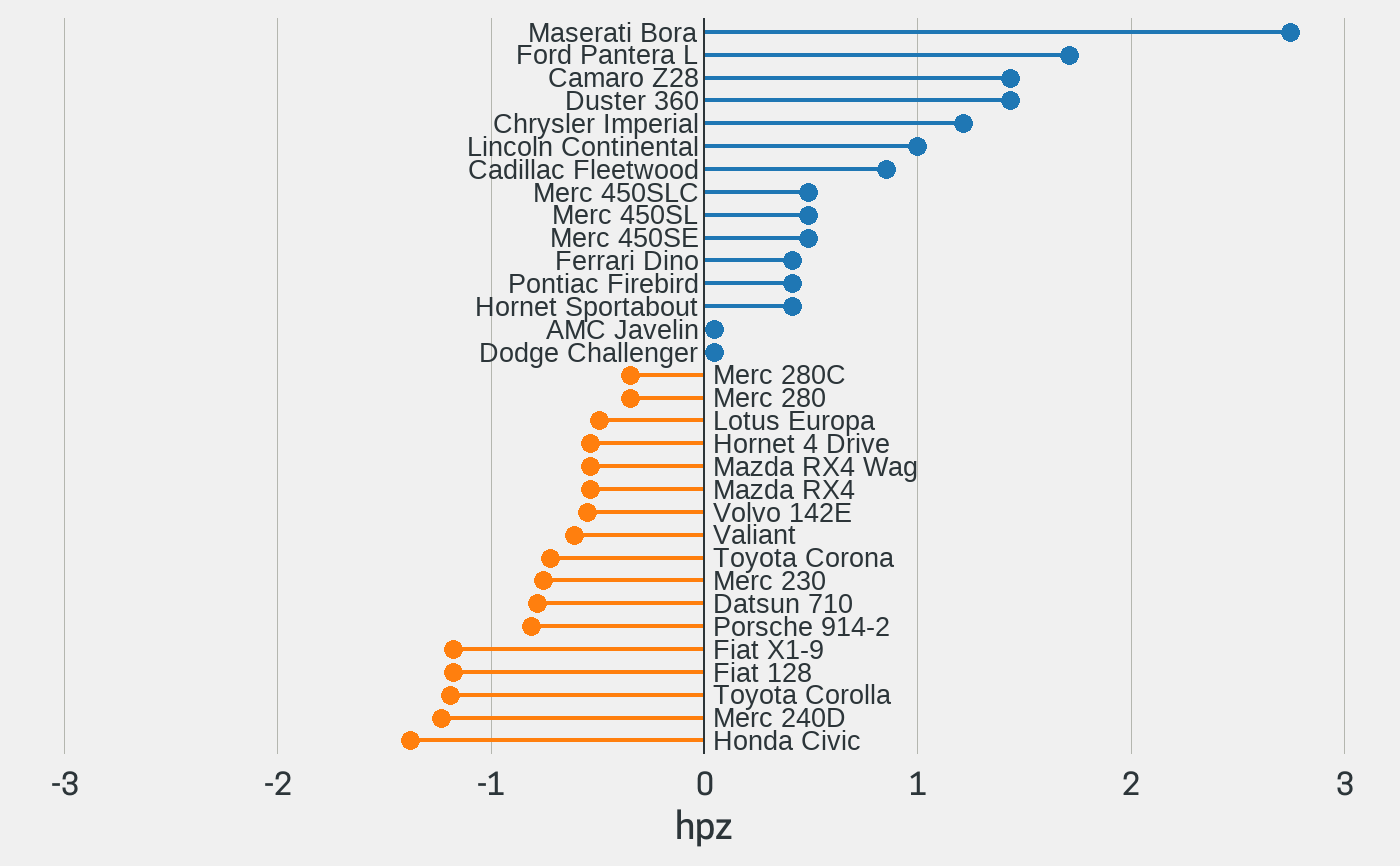 Maserati Bora
Ford Pantera L
Camaro Z28
Duster 360
Chrysler Imperial
Lincoln Continental
Cadillac Fleetwood
Merc 450SLC
Merc 450SL
Merc 450SE
Ferrari Dino
Pontiac Firebird
Hornet Sportabout
AMC Javelin
Dodge Challenger
Merc 280C
Merc 280
Lotus Europa
Hornet 4 Drive
Mazda RX4 Wag
Mazda RX4
Volvo 142E
Valiant
Toyota Corona
Merc 230
Datsun 710
Porsche 914-2
Fiat X1-9
Fiat 128
Toyota Corolla
Merc 240D
Honda Civic
-3 -2 -1 0 1 2 3
hpz